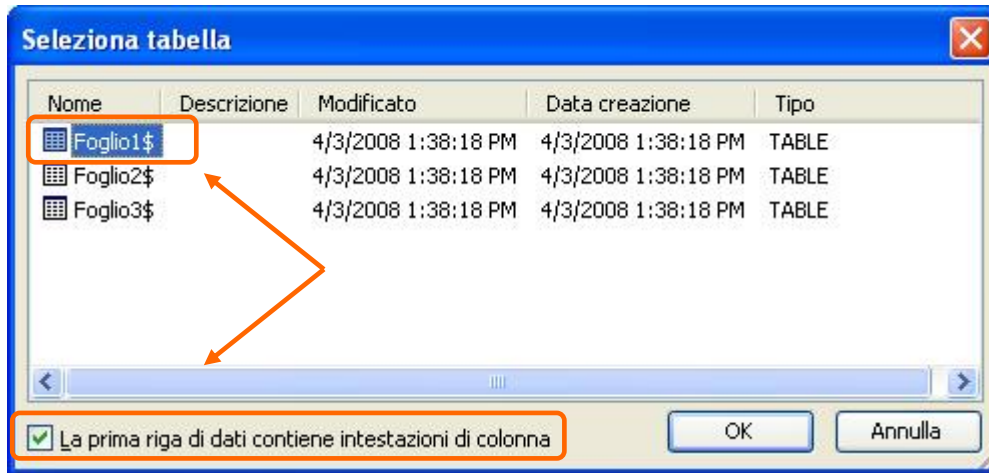 Seleziona tabella
Nome Descrizione Modificato Data creazione Tipo
Foglio1$ 4/3/2008 1:38:18 PM 4/3/2008 1:38:18 PM TABLE
Foglio2$ 4/3/2008 1:38:18 PM 4/3/2008 1:38:18 PM TABLE
Foglio3$ 4/3/2008 1:38:18 PM 4/3/2008 1:38:18 PM TABLE
La prima riga di dati contiene intestazioni di colonna OK Annulla